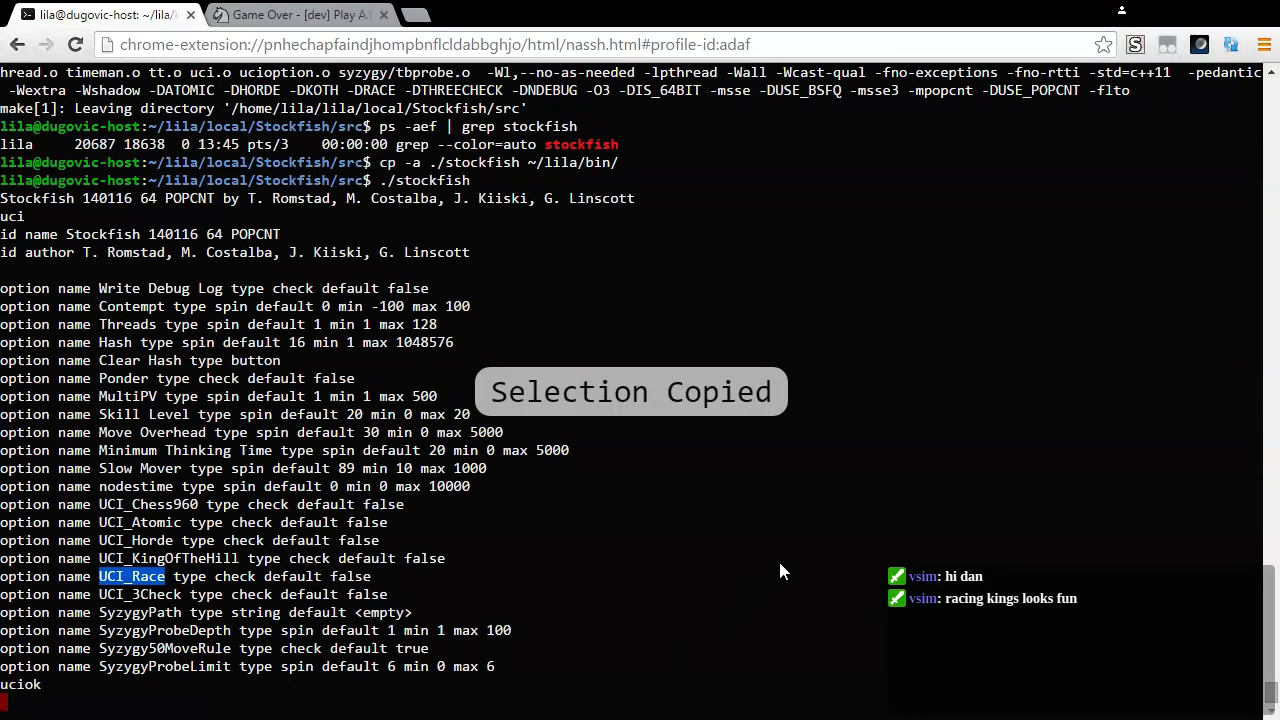 lila@dugovic-host: ~/lila/l
Game Over - [dev] Play A.I
chrome-extension://pnhechapfaindjhompbnflcldabbghjo/html/nassh.html#profile-id:adaf
hread.o timeman.o tt.o uci.o ucioption.o syzygy/tbprobe.o  -Wl,--no-as-needed -lpthread -Wall -Wcast-qual -fno-exceptions -fno-rtti -std=c++11  -pedantic
-Wextra -Wshadow -DATOMIC -DHORDE -DKOTH -DRACE -DTHREECHECK -DNDEBUG -O3 -DIS_64BIT -msse -DUSE_BSFQ -msse3 -mpopcnt -DUSE_POPCNT -flto
make[1]: Leaving directory '/home/lila/lila/local/Stockfish/src'
lila@dugovic-host:~/lila/local/Stockfish/src$ ps -aef | grep stockfish
lila     20687 18638  0 13:45 pts/3    00:00:00 grep --color=auto stockfish
lila@dugovic-host:~/lila/local/Stockfish/src$ cp -a ./stockfish ~/lila/bin/
lila@dugovic-host:~/lila/local/Stockfish/src$ ./stockfish
Stockfish 140116 64 POPCNT by T. Romstad, M. Costalba, J. Kiiski, G. Linscott
uci
id name Stockfish 140116 64 POPCNT
id author T. Romstad, M. Costalba, J. Kiiski, G. Linscott
option name Write Debug Log type check default false
option name Contempt type spin default 0 min -100 max 100
option name Threads type spin default 1 min 1 max 128
option name Hash type spin default 16 min 1 max 1048576
option name Clear Hash type button
option name Ponder type check default false
option name MultiPV type spin default 1 min 1 max 500
Selection Copied
option name Skill Level type spin default 20 min 0 max 20
option name Move Overhead type spin default 30 min 0 max 5000
option name Minimum Thinking Time type spin default 20 min 0 max 5000
option name Slow Mover type spin default 89 min 10 max 1000
option name nodestime type spin default 0 min 0 max 10000
option name UCI_Chess960 type check default false
option name UCI_Atomic type check default false
option name UCI_Horde type check default false
option name UCI_KingOfTheHill type check default false
option name UCI_Race type check default false
option name UCI_3Check type check default false
option name SyzygyPath type string default <empty>
option name SyzygyProbeDepth type spin default 1 min 1 max 100
option name Syzygy50MoveRule type check default true
option name SyzygyProbeLimit type spin default 6 min 0 max 6
uciok
vsim: hi dan
vsim: racing kings looks fun